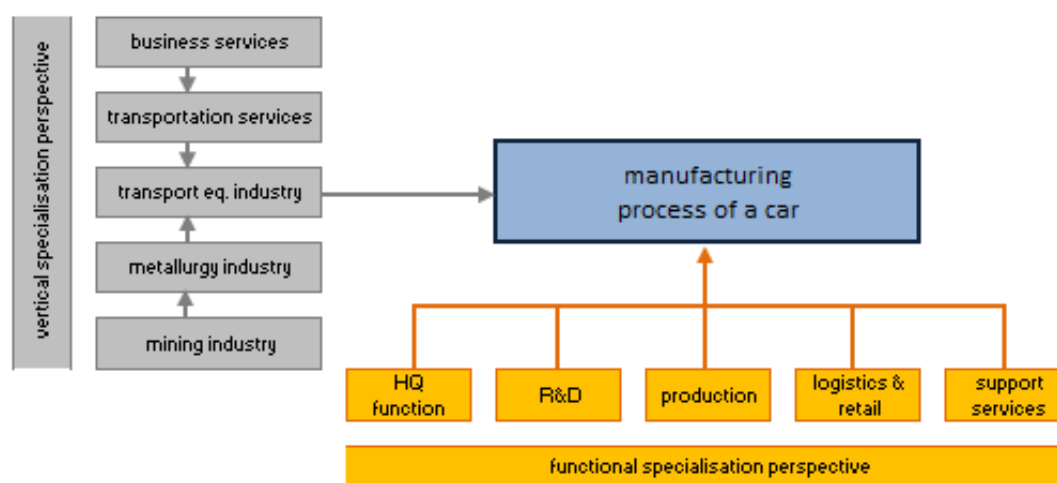 vertical specialisation perspective
business services
transportation services
transport eq. industry
metallurgy industry
mining industry
manufacturing
process of a car
HQ
function
R&D
production
logistics &
retail
support
services
functional specialisation perspective